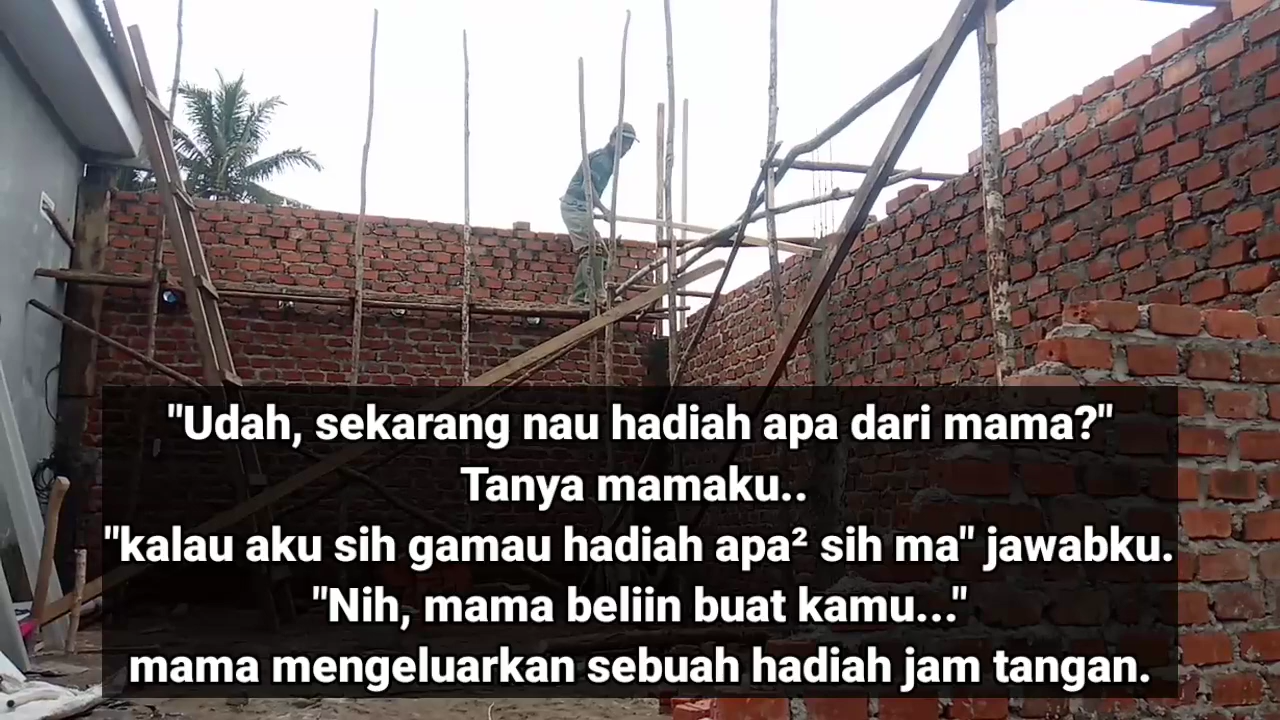 "Udah, sekarang nau hadiah apa dari mama?"
Tanya mamaku..
"kalau aku sih gamau hadiah apa² sih ma" jawabku.
"Nih, mama beliin buat kamu..."
mama mengeluarkan sebuah hadiah jam tangan.